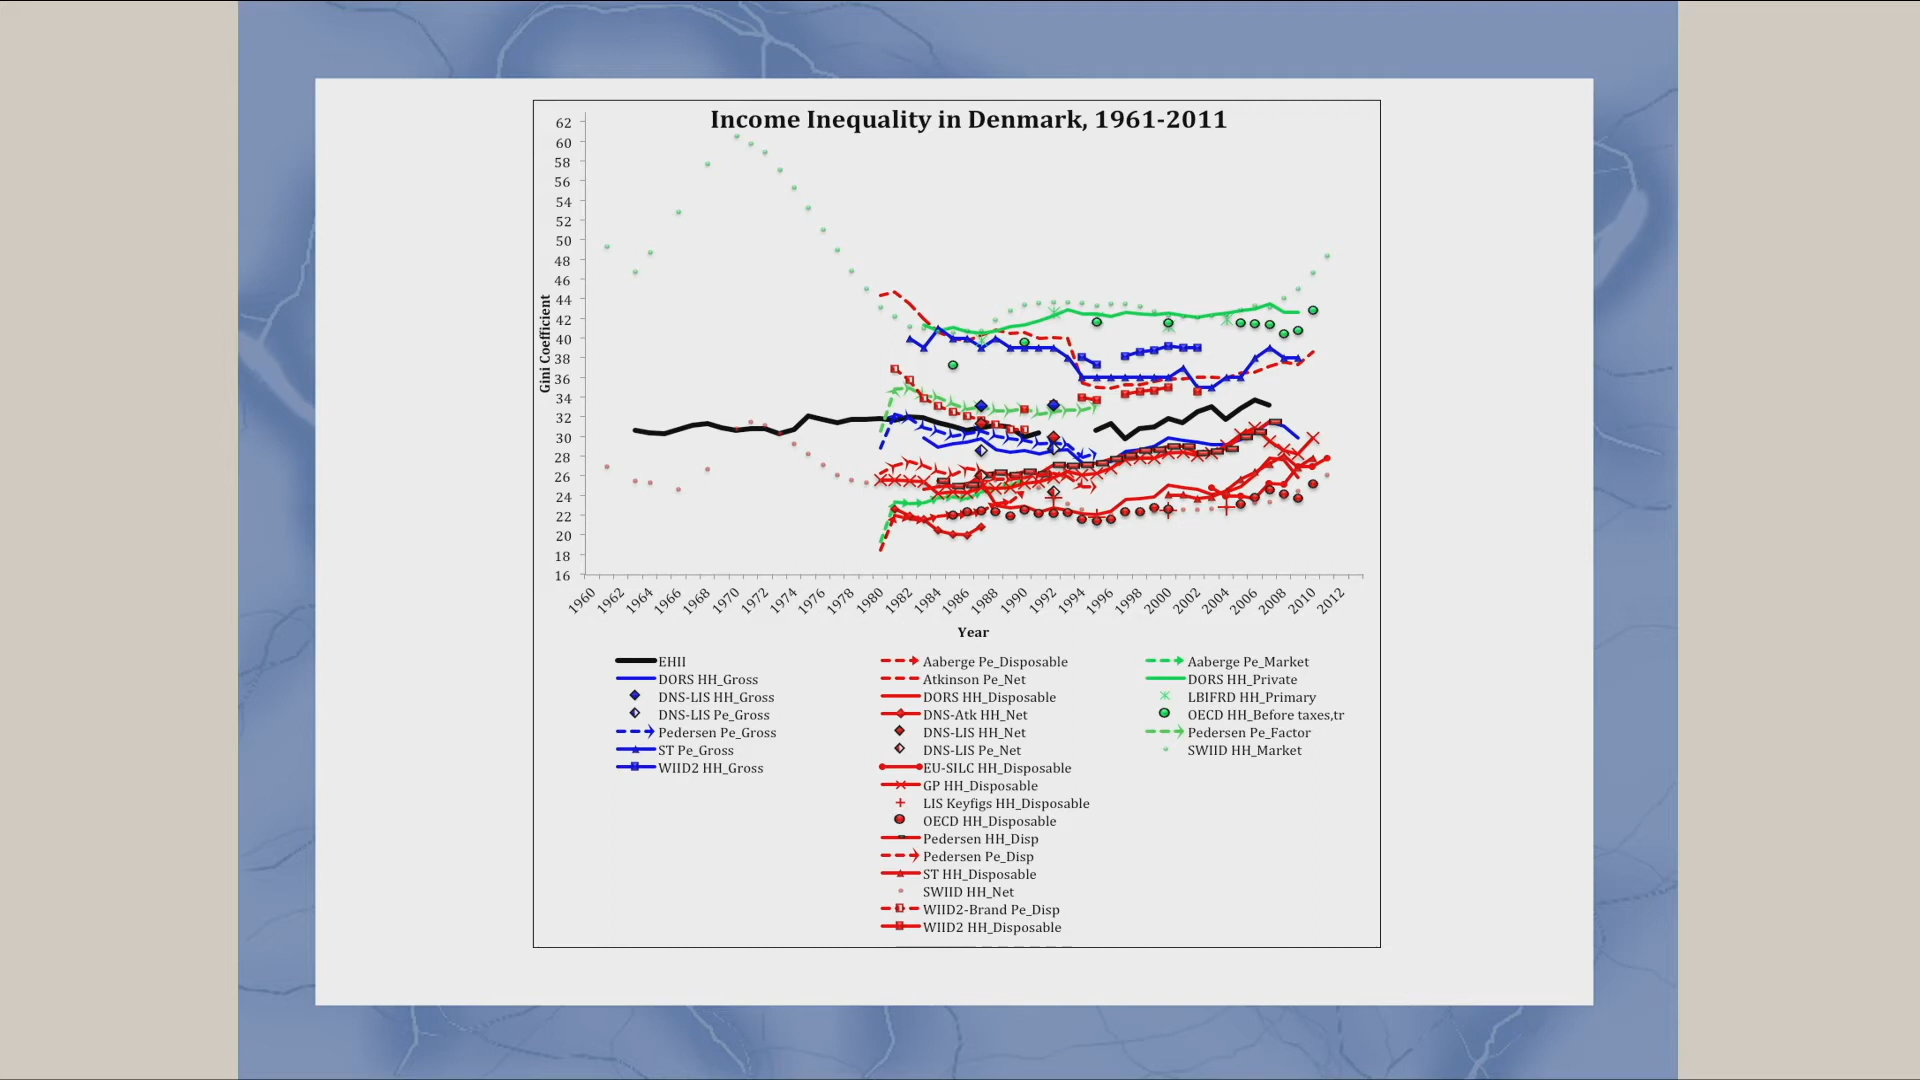 Income Inequality in Denmark, 1961-2011
62
60
58
56
54
52
50
48
46
44
42
40
38
36
34
32
30
28
26
24
22
20
18
16
Gini Coefficient
1960 1962 1964 1966 1968 1970 1972 1974 1976 1978 1980 1982 1984 1986 1988 1990 1992 1994 1996 1998 2000 2002 2004 2006 2008 2010 2012
Year
EHII
DORS HH_Gross
DNS-LIS HH_Gross
DNS-LIS Pe_Gross
Pedersen Pe_Gross
ST Pe_Gross
WIID2 HH_Gross
Aaberge Pe_Disposable
Atkinson Pe_Net
DORS HH_Disposable
DNS-Atk HH_Net
DNS-LIS HH_Net
DNS-LIS Pe_Net
EU-SILC HH_Disposable
GP HH_Disposable
LIS Keyfigs HH_Disposable
OECD HH_Disposable
Pedersen HH_Disp
Pedersen Pe_Disp
ST HH_Disposable
SWIID HH_Net
WIID2-Brand Pe_Disp
WIID2 HH_Disposable
Aaberge Pe_Market
DORS HH_Private
LBIFRD HH_Primary
OECD HH_Before taxes,tr
Pedersen Pe_Factor
SWIID HH_Market